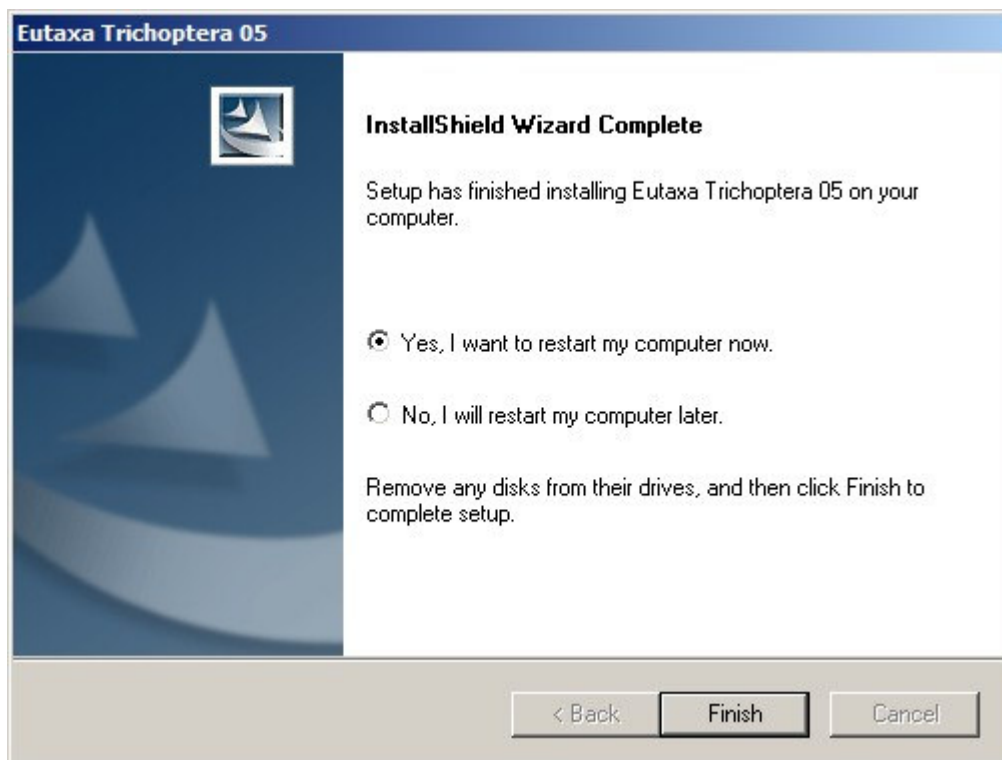 Eutaxa Trichoptera 05
InstallShield Wizard Complete
Setup has finished installing Eutaxa Trichoptera 05 on your
computer.
Yes, I want to restart my computer now.
No, I will restart my computer later.
Remove any disks from their drives, and then click Finish to
complete setup.
< Back
Finish
Cancel